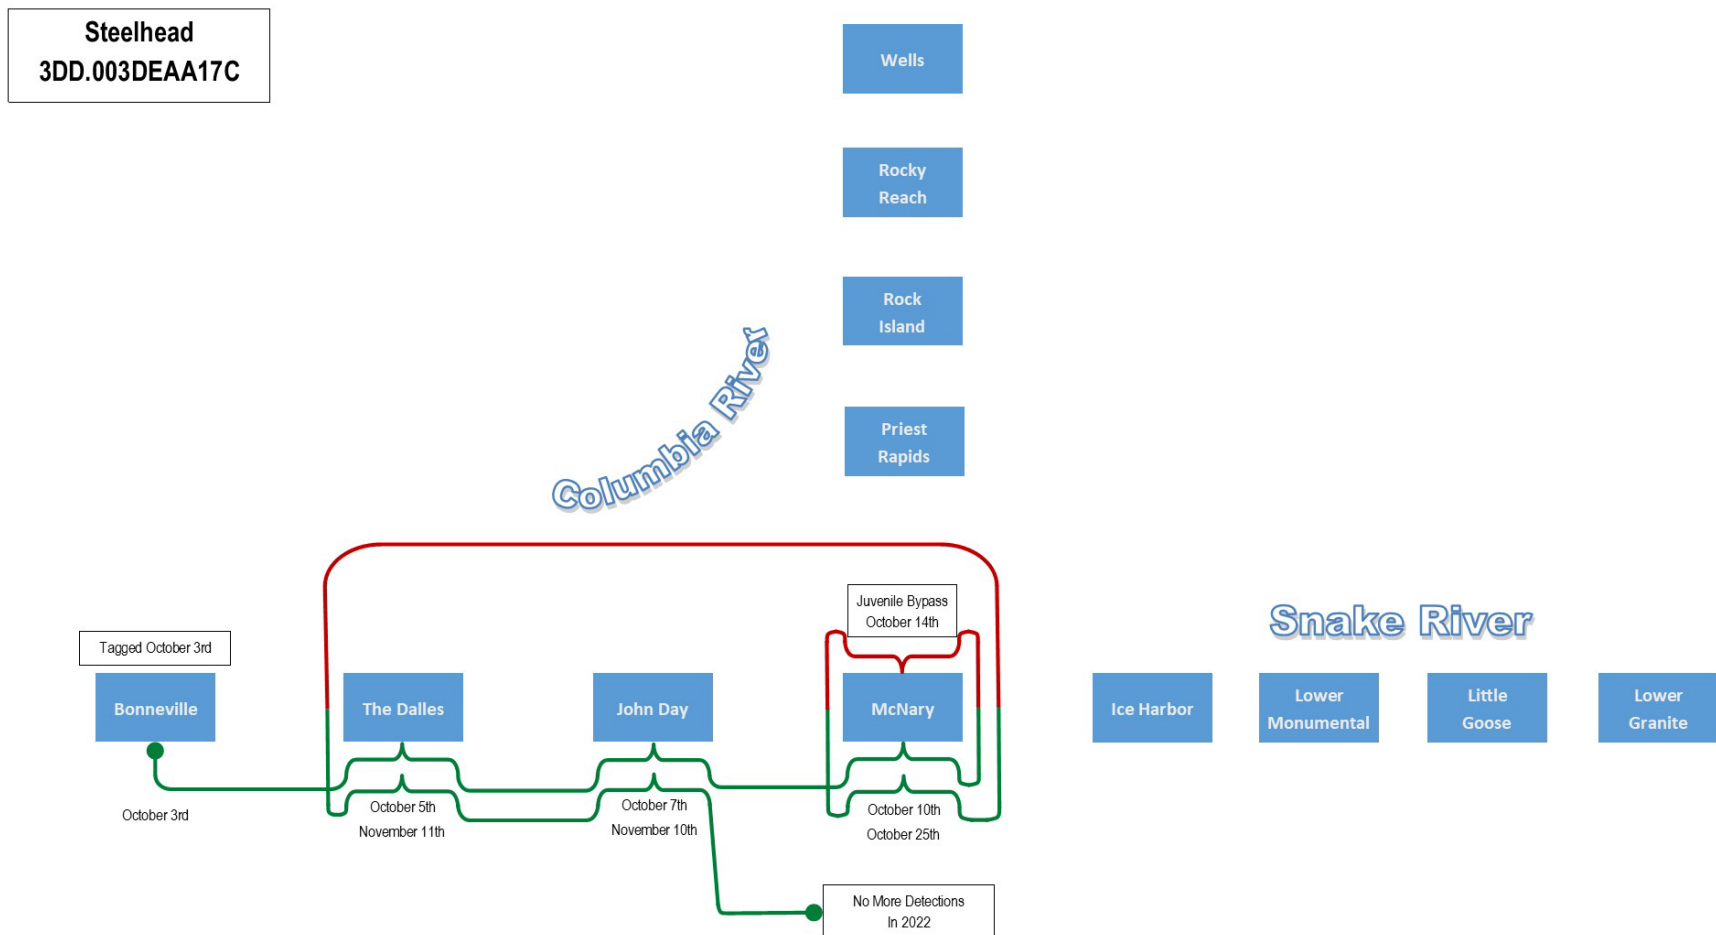 Steelhead
3DD.003DEAA17C
Wells
Rocky
Reach
Rock
Island
Columbia River
Priest
Rapids
Juvenile Bypass
October 14th
Snake River
Tagged October 3rd
Bonneville
The Dalles
John Day
McNary
Ice Harbor
Lower
Monumental
Little
Goose
Lower
Granite
October 3rd
October 5th
November 11th
October 7th
November 10th
October 10th
October 25th
No More Detections
In 2022